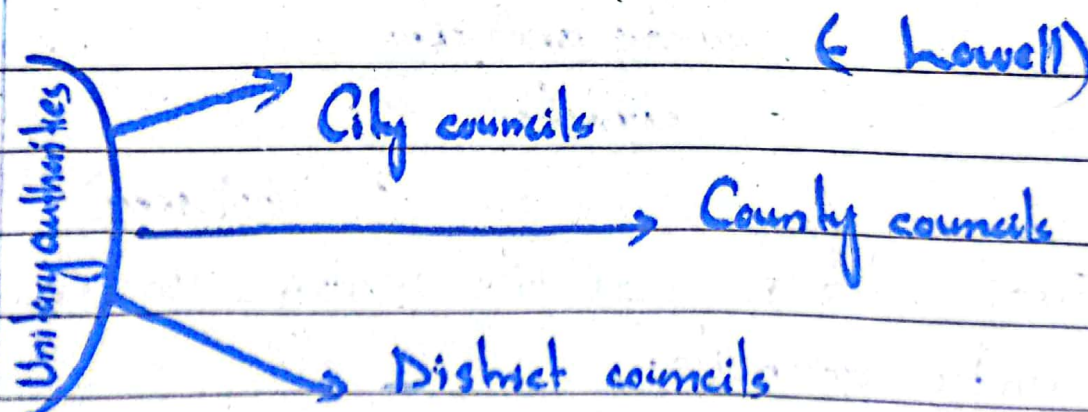 (E Lowell)
City councils
Unitary authorities
County councils
District councils